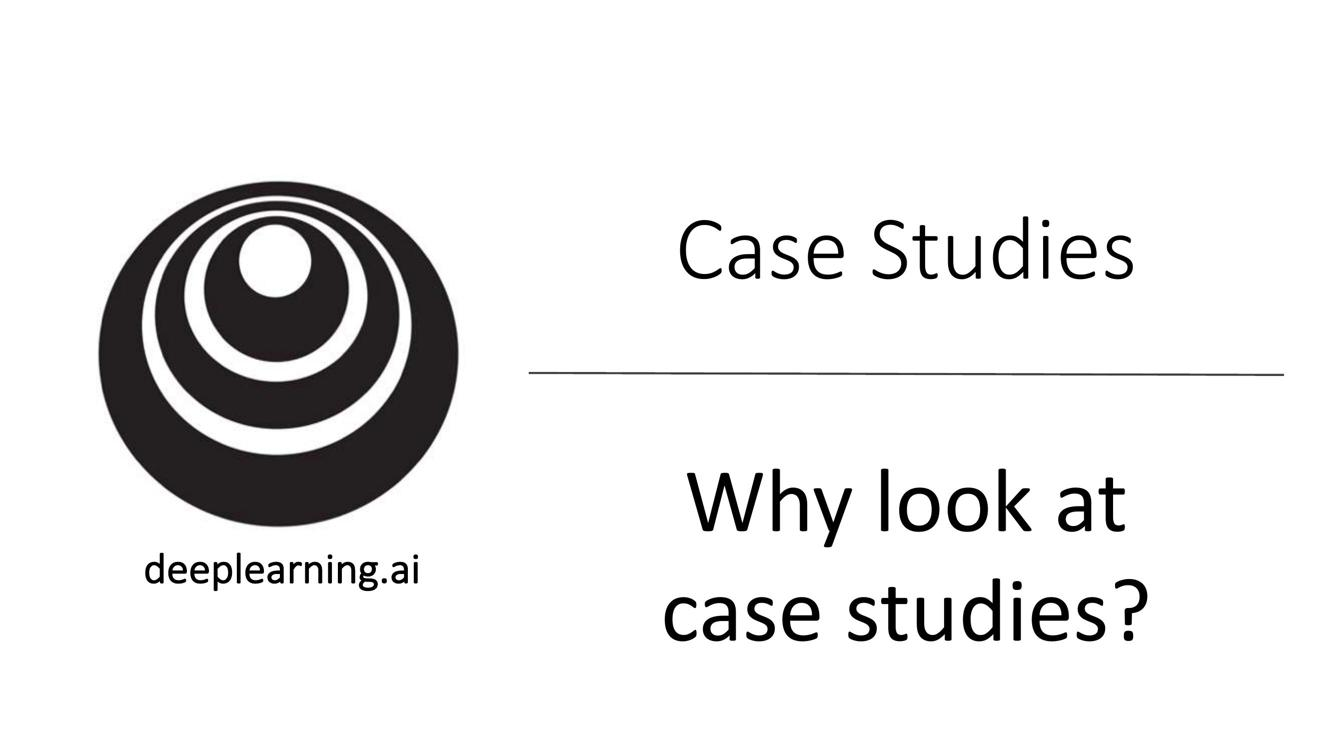 Case Studies
Why look at
case studies?
deeplearning.ai